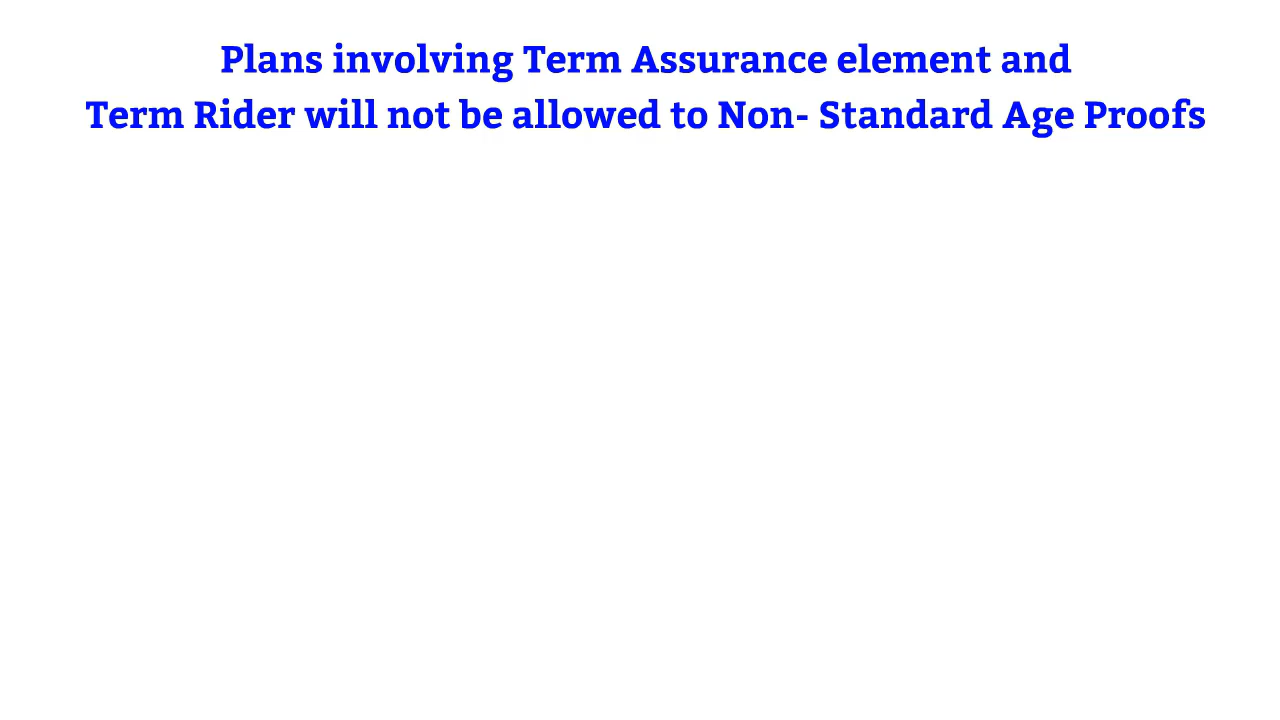 Plans involving Term Assurance element and
Term Rider will not be allowed to Non- Standard Age Proofs